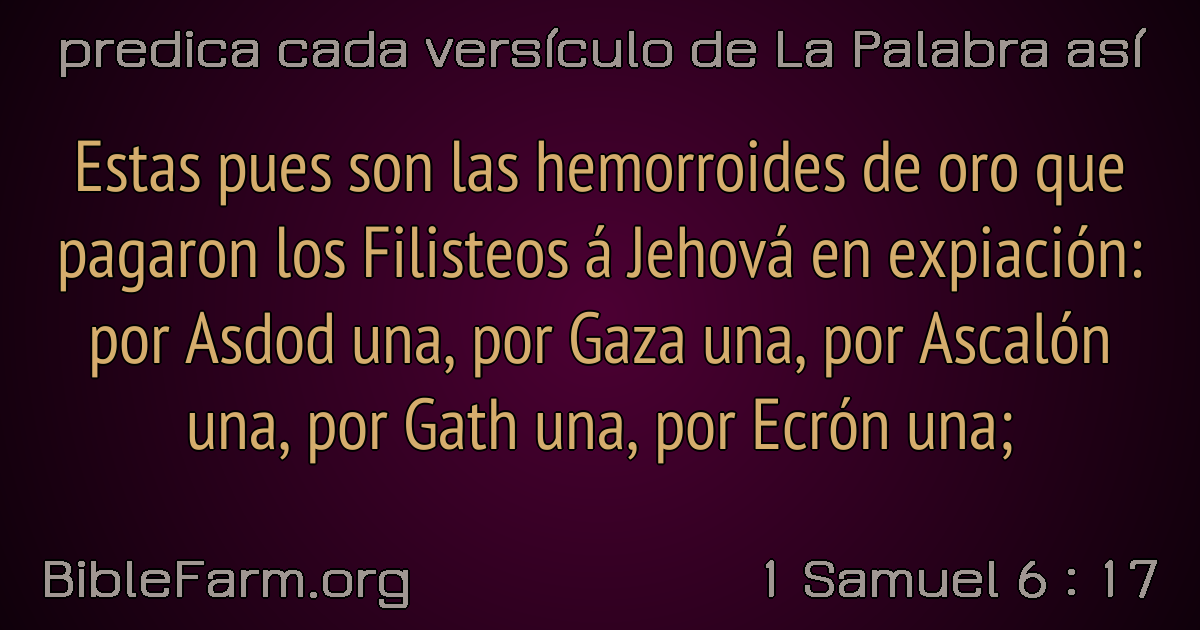 predica cada versículo de La Palabra así
Estas pues son las hemorroides de oro que
pagaron los Filisteos á Jehová en expiación:
por Asdod una, por Gaza una, por Ascalón
una, por Gath una, por Ecrón una;
BibleFarm.org
1 Samuel 6 : 17